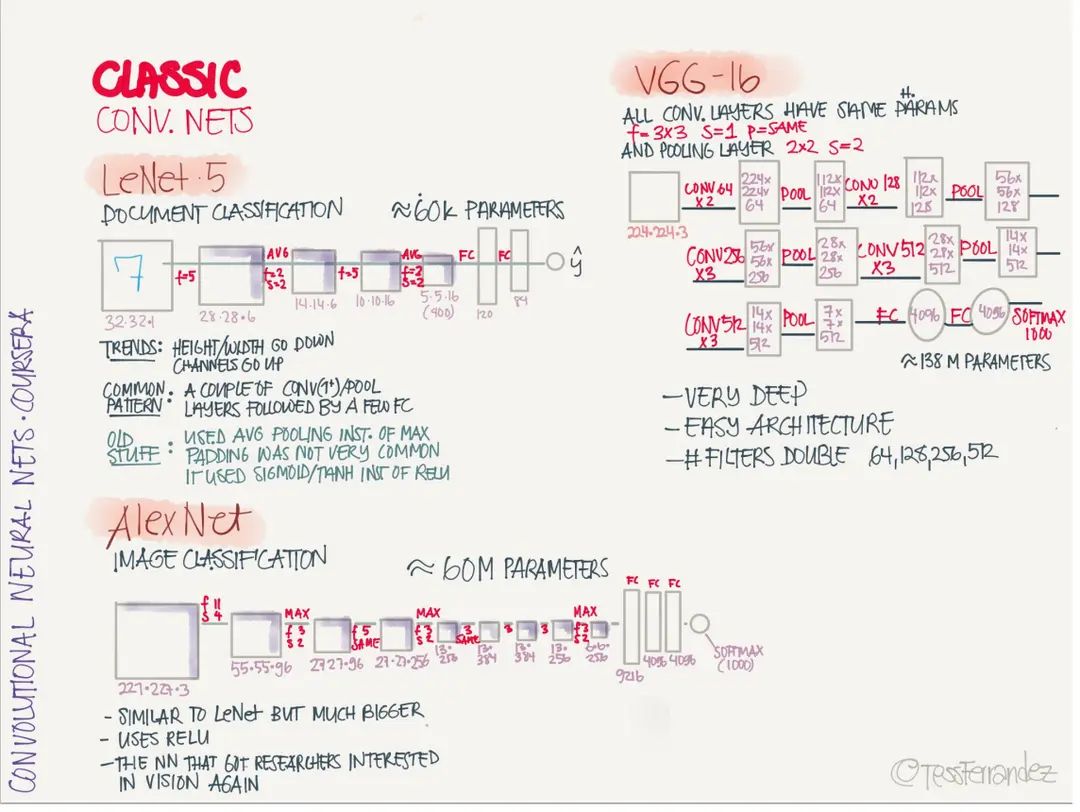 CLASSIC
CONV. NETS
LeNet-5
DOCUMENT CLASSIFICATION ≈60K PARAMETERS
7
32·32·1
f=5
28·28·6
AVG
f=2
S=2
14·14·6
f=5
10·10·16
AVG
f=2
S=2
5·5·16
(400)
FC
120
FC
84
ŷ
TRENDS: HEIGHT/WIDTH GO DOWN
CHANNELS GO UP
COMMON PATTERN: A COUPLE OF CONV(1+)/POOL
LAYERS FOLLOWED BY A FEW FC
OLD STUFF: USED AVG POOLING INST. OF MAX
PADDING WAS NOT VERY COMMON
IT USED SIGMOID/TANH INST OF RELU
AlexNet
IMAGE CLASSIFICATION ≈ 60M PARAMETERS
227·227·3
f 11
S 4
55·55·96
MAX
f 3
S 2
27·27·96
f 5
SAME
27·27·256
MAX
f 3
S 2
13·
256
3
SAME
13·
384
3
13·
384
3
13·
256
MAX
f 3
S 2
6·6·
256
9216
FC
4096
FC
4096
FC
SOFTMAX
(1000)
- SIMILAR TO LeNet BUT MUCH BIGGER
- USES RELU
- THE NN THAT GOT RESEARCHERS INTERESTED
IN VISION AGAIN
VGG-16
ALL CONV. LAYERS HAVE SAME H. PARAMS
f=3X3 S=1 P=SAME
AND POOLING LAYER 2X2 S=2
224·224·3
CONV 64
X2
224x
224x
64
POOL
112x
112x
64
CONV 128
X2
112x
112x
128
POOL
56x
56x
128
CONV 256
X3
56x
56x
256
POOL
28x
28x
256
CONV 512
X3
28x
28x
512
POOL
14x
14x
512
CONV 512
X3
14x
14x
512
POOL
7x
7x
512
FC
4096
FC
4096
SOFTMAX
1000
≈138 M PARAMETERS
- VERY DEEP
- EASY ARCHITECTURE
- # FILTERS DOUBLE 64,128,256,512
CONVOLUTIONAL NEURAL NETS · COURSERA
©TessFerrandez